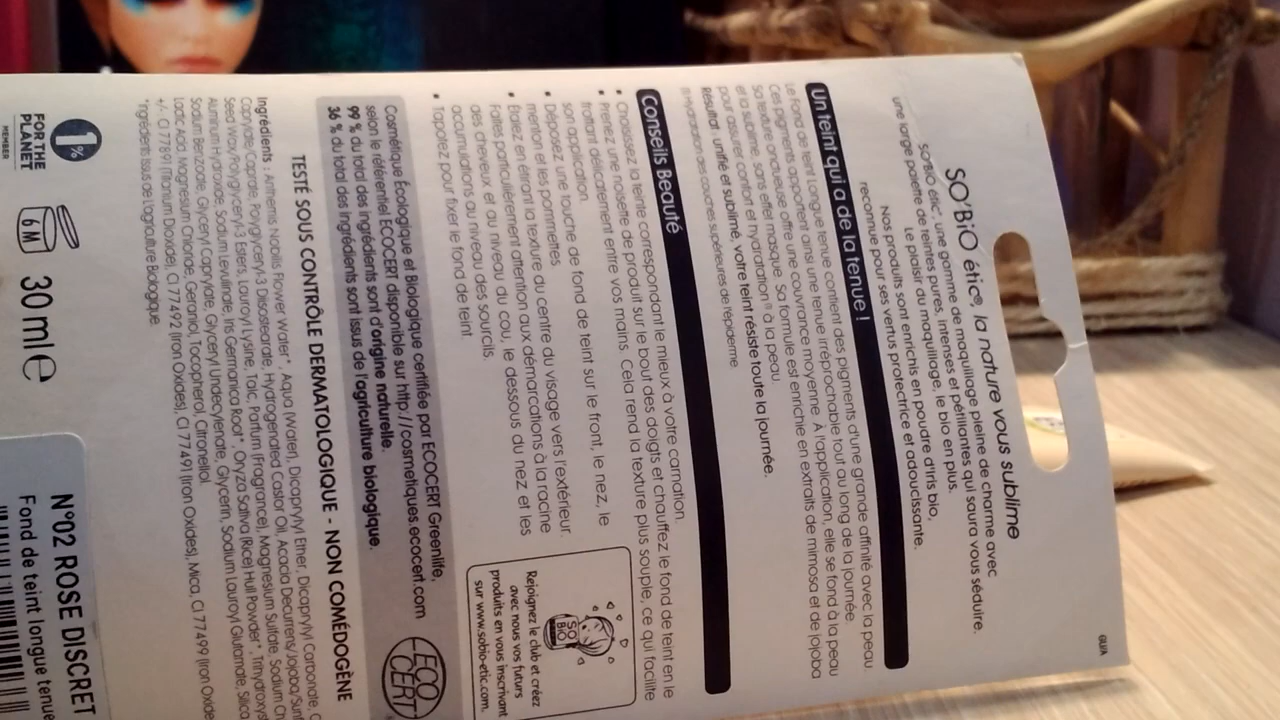 SO'BiO étic® la nature vous sublime
SO'BiO étic®, une gamme de maquillage pleine de charme avec
une large palette de teintes pures, intenses et pétillantes qui saura vous séduire.
Le plaisir du maquillage, le bio en plus.
Nos produits sont enrichis en poudre d'Iris bio,
reconnue pour ses vertus protectrice et adoucissante.
Un teint qui a de la tenue !
Le Fond de teint Longue tenue contient des pigments d'une grande affinité avec la peau.
Ces pigments apportent ainsi une tenue irréprochable tout au long de la journée.
Sa texture onctueuse offre une couvrance moyenne. À l'application, elle se fond à la peau
et la sublime, sans effet masque. Sa formule est enrichie en extraits de mimosa et de jojoba
pour assurer confort et hydratation à la peau.
Résultat : unifié et sublimé, votre teint résiste toute la journée.
Hydratation des couches supérieures de l'épiderme
Conseils Beauté
• Choisissez la teinte correspondant le mieux à votre carnation.
• Prenez une noisette de produit sur le bout des doigts et chauffez le fond de teint en le
frottant délicatement entre vos mains. Cela rend la texture plus souple, ce qui facilite
son application.
• Déposez une touche de fond de teint sur le front, le nez, le
menton et les pommettes.
• Étalez en étirant la texture du centre du visage vers l'extérieur.
Faites particulièrement attention aux démarcations à la racine
des cheveux et au niveau du cou, le dessous du nez et les
accumulations au niveau des sourcils.
• Tapotez pour fixer le fond de teint.
Rejoignez le club et créez
avec nous vos futurs
produits en vous inscrivant
sur www.sobio-etic.com.
SO'
BiO
Cosmétique Écologique et Biologique certifiée par ECOCERT Greenlife,
selon le référentiel ECOCERT disponible sur http://cosmetiques.ecocert.com
99 % du total des ingrédients sont d'origine naturelle.
36 % du total des ingrédients sont issus de l'agriculture biologique.
ECO
CERT
TESTÉ SOUS CONTRÔLE DERMATOLOGIQUE - NON COMÉDOGÈNE
Ingrédients : Anthemis Nobilis Flower Water*, Aqua (Water), Dicaprylyl Ether, Dicaprylyl Carbonate, C
Caprylate/Caprate, Polyglyceryl-3 Diisostearate, Hydrogenated Castor Oil, Acacia Decurrens/Jojoba/Sunf
Seed Wax/Polyglyceryl-3 Esters, Lauroyl Lysine, Talc, Parfum (Fragrance), Magnesium Sulfate, Sodium Ch
Aluminum Hydroxide, Sodium Levulinate, Iris Germanica Root*, Oryza Sativa (Rice) Hull Powder*, Trihydroxyst
Sodium Benzoate, Glyceryl Caprylate, Glyceryl Undecylenate, Glycerin, Sodium Lauroyl Glutamate, Silica
Lactic Acid, Magnesium Chloride, Geraniol, Tocopherol, Citronellol.
+/- CI 77891 (Titanium Dioxide), CI 77492 (Iron Oxides), CI 77491 (Iron Oxides), Mica, CI 77499 (Iron Oxide
*Ingrédients issus de l'Agriculture Biologique.
1%
FOR THE
PLANET
MEMBER
6 M
30 ml e
N°02 ROSE DISCRET
Fond de teint longue tenue